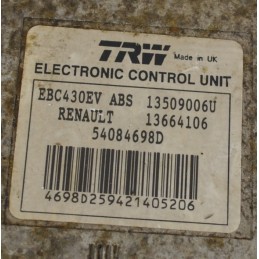 TRW
Made in UK
ELECTRONIC CONTROL UNIT
EBC430EV ABS 13509006U
RENAULT 13664106
54084698D
4698D259421405206